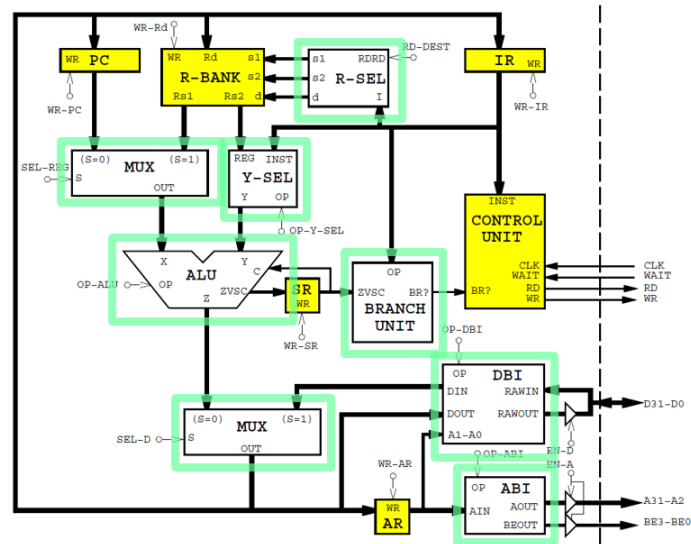 WR-Rd
WR PC
WR Rd s1
R-BANK s2
Rs1 Rs2 d
s1 RDRD
s2 R-SEL
d I
RD-DEST
IR WR
WR-PC
WR-IR
SEL-REG
(S=0) (S=1)
S MUX
OUT
REG INST
Y-SEL
Y OP
OP-Y-SEL
INST
CONTROL
UNIT
CLK CLK
WAIT WAIT
RD RD
BR? WR WR
X Y
ALU C
OP-ALU OP
Z ZVSC
SR
WR
WR-SR
OP
ZVSC BR?
BRANCH
UNIT
OP-DBI
OP DBI
DIN RAWIN
DOUT RAWOUT
A1-A0
D31-D0
EN-D
(S=0) (S=1)
SEL-D S MUX
OUT
WR-AR
WR
AR
OP-ABI
EN-A
OP ABI
AIN AOUT
BEOUT
A31-A2
BE3-BE0